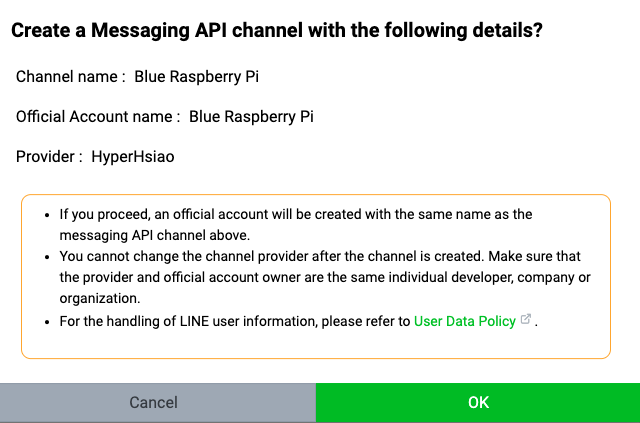 Create a Messaging API channel with the following details?
Channel name : Blue Raspberry Pi
Official Account name : Blue Raspberry Pi
Provider : HyperHsiao
• If you proceed, an official account will be created with the same name as the
messaging API channel above.
• You cannot change the channel provider after the channel is created. Make sure that
the provider and official account owner are the same individual developer, company or
organization.
• For the handling of LINE user information, please refer to User Data Policy .
Cancel OK